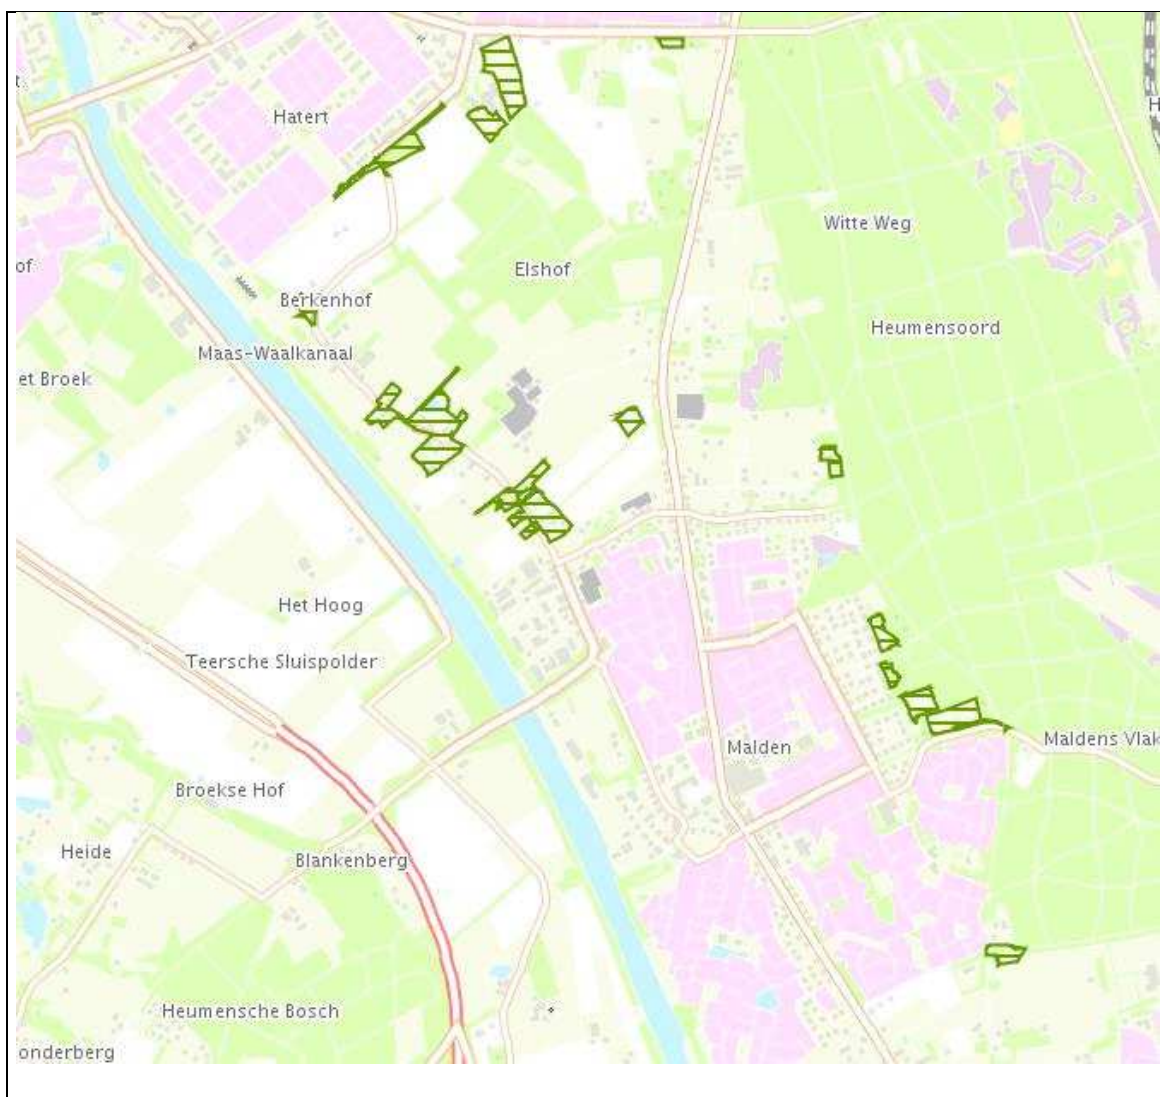 t
H
Hatert
Witte Weg
of
Elshof
Berkenhof
Heumensoord
Maas-Waalkanaal
et Broek
Het Hoog
Teersche Sluispolder
Maldens Vlak
Malden
Broekse Hof
Heide
Blankenberg
Heumensche Bosch
onderberg